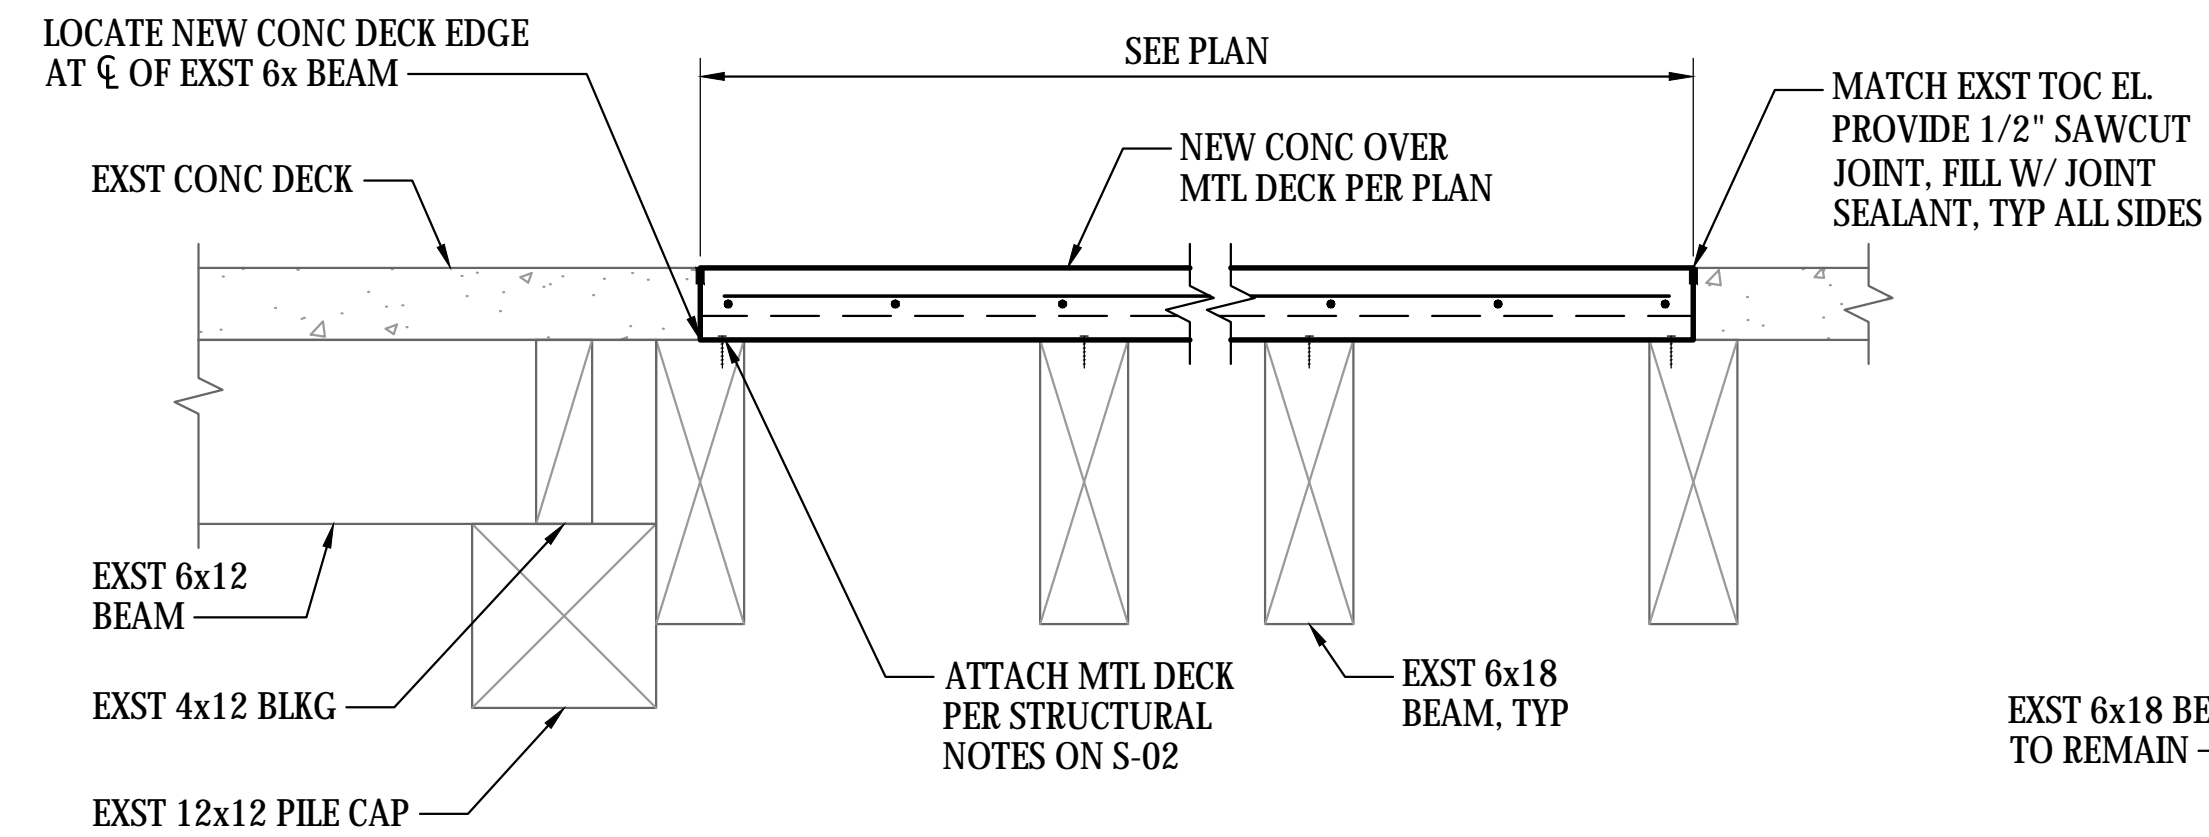 LOCATE NEW CONC DECK EDGE
AT ℄ OF EXST 6x BEAM
SEE PLAN
MATCH EXST TOC EL.
PROVIDE 1/2" SAWCUT
JOINT, FILL W/ JOINT
SEALANT, TYP ALL SIDES
NEW CONC OVER
MTL DECK PER PLAN
EXST CONC DECK
EXST 6x12
BEAM
EXST 4x12 BLKG
EXST 12x12 PILE CAP
ATTACH MTL DECK
PER STRUCTURAL
NOTES ON S-02
EXST 6x18
BEAM, TYP
EXST 6x18 BE
TO REMAIN